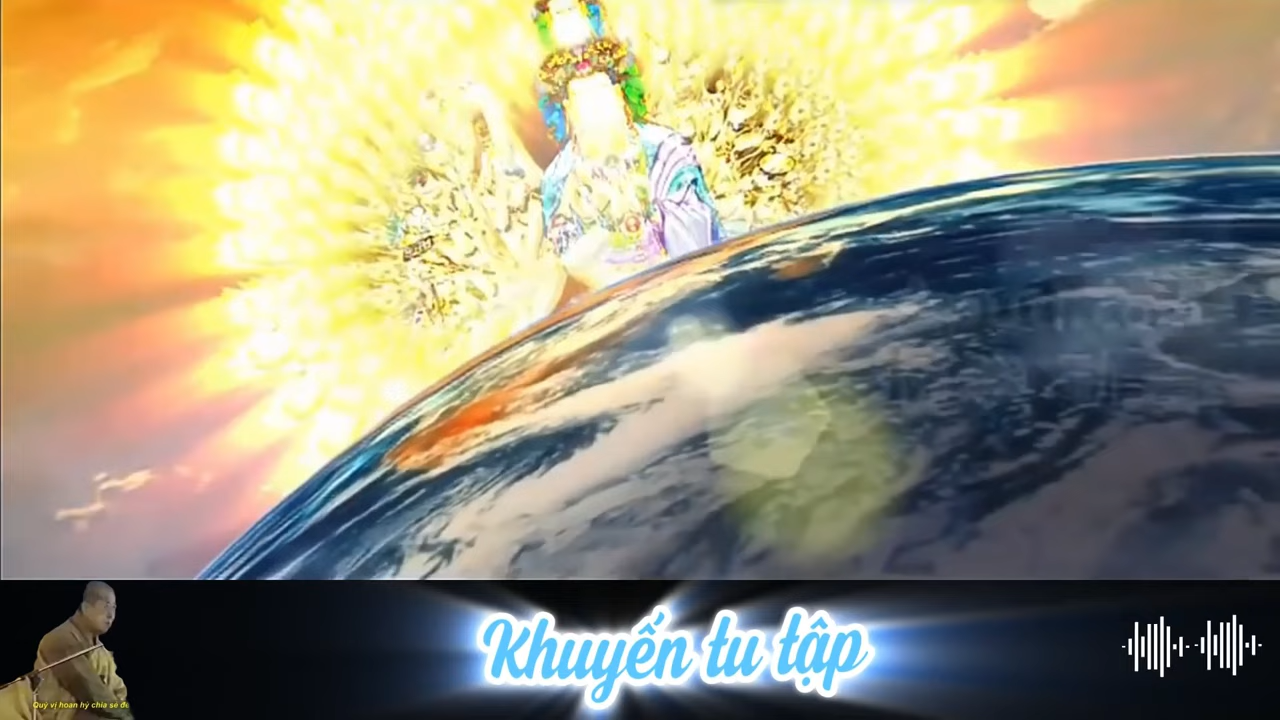 Khuyến tu tập
Quý vị hoan hỷ chia sẻ để